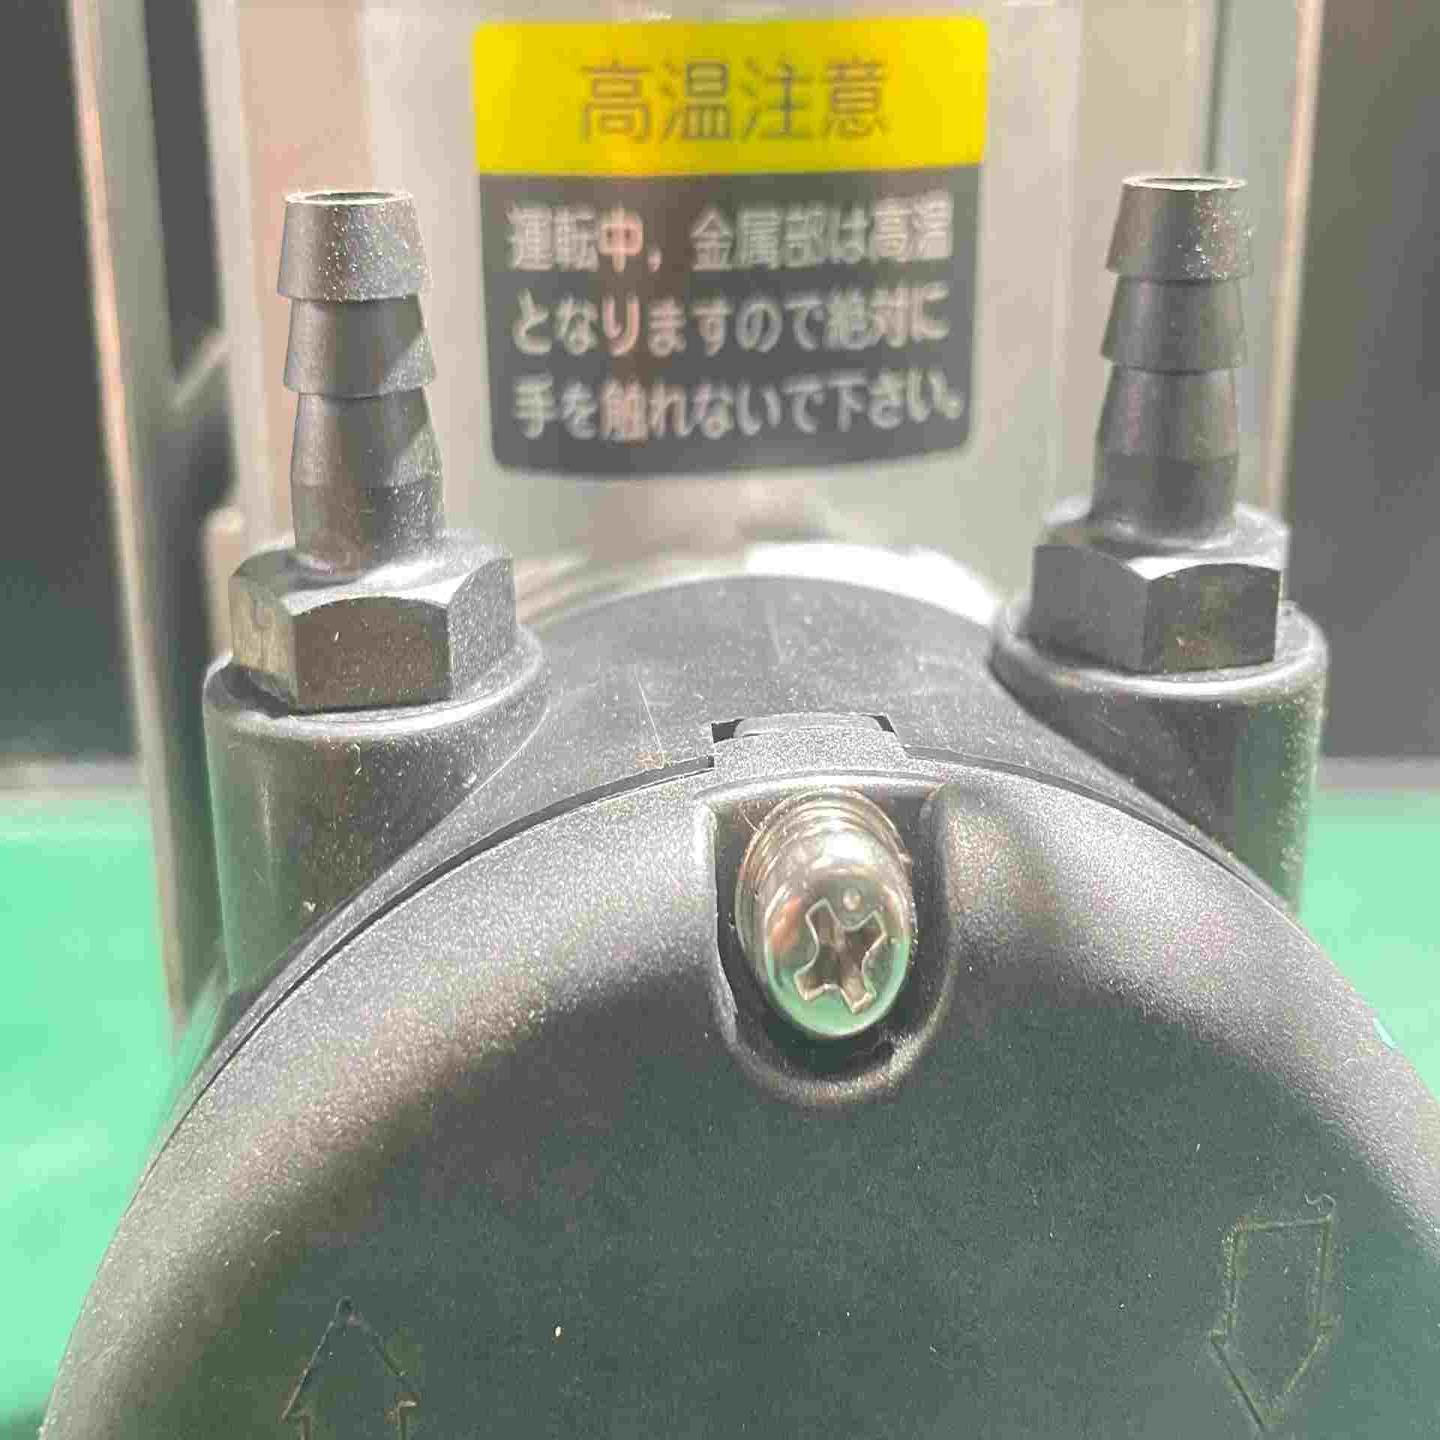 高温注意
運転中，金属部は高温
となりますので絶対に
手を触れないで下さい。